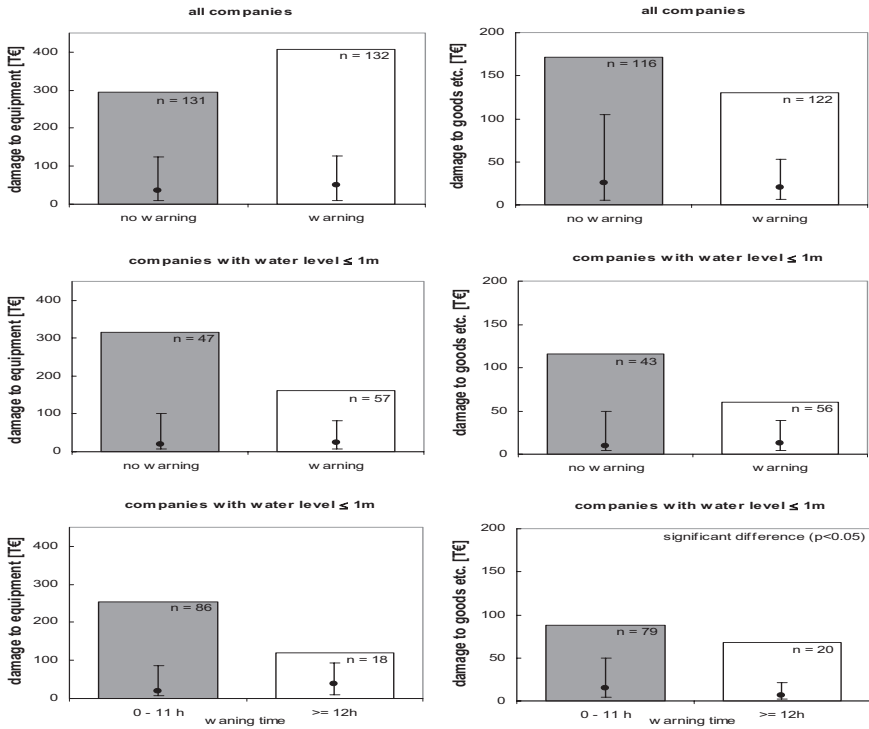 all companies
damage to equipment [T€]
400
300
200
100
0
n = 131
n = 132
no warning
warning
all companies
damage to goods etc. [T€]
200
150
100
50
0
n = 116
n = 122
no warning
warning
companies with water level ≤ 1m
damage to equipment [T€]
400
300
200
100
0
n = 47
n = 57
no warning
warning
companies with water level ≤ 1m
damage to goods etc. [T€]
200
150
100
50
0
n = 43
n = 56
no warning
warning
companies with water level ≤ 1m
damage to equipment [T€]
400
300
200
100
0
n = 86
n = 18
0 - 11 h
>= 12h
waning time
companies with water level ≤ 1m
damage to goods etc. [T€]
200
150
100
50
0
significant difference (p<0.05)
n = 79
n = 20
0 - 11 h
>= 12h
warning time